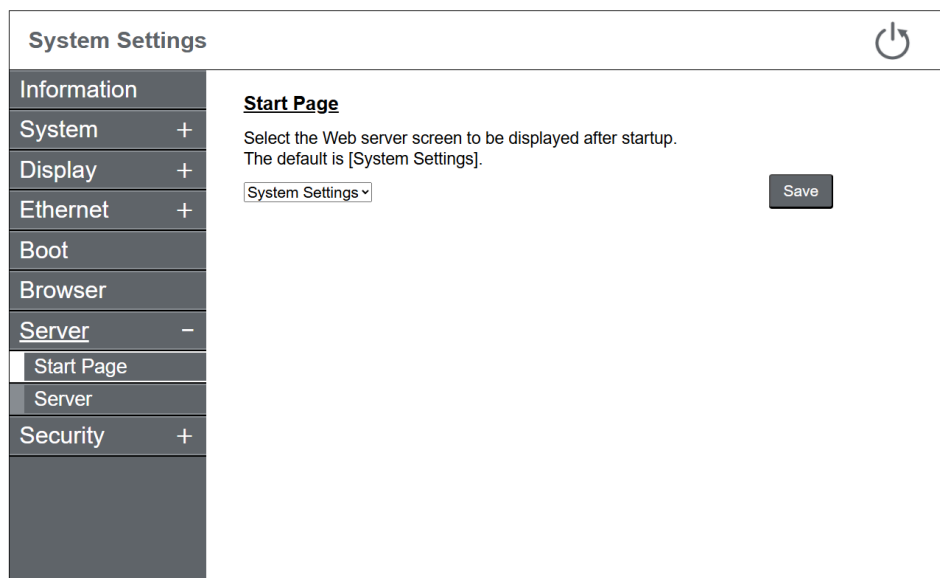 System Settings
Information
System +
Display +
Ethernet +
Boot
Browser
Server −
Start Page
Server
Security +
Start Page
Select the Web server screen to be displayed after startup.
The default is [System Settings].
System Settings
Save